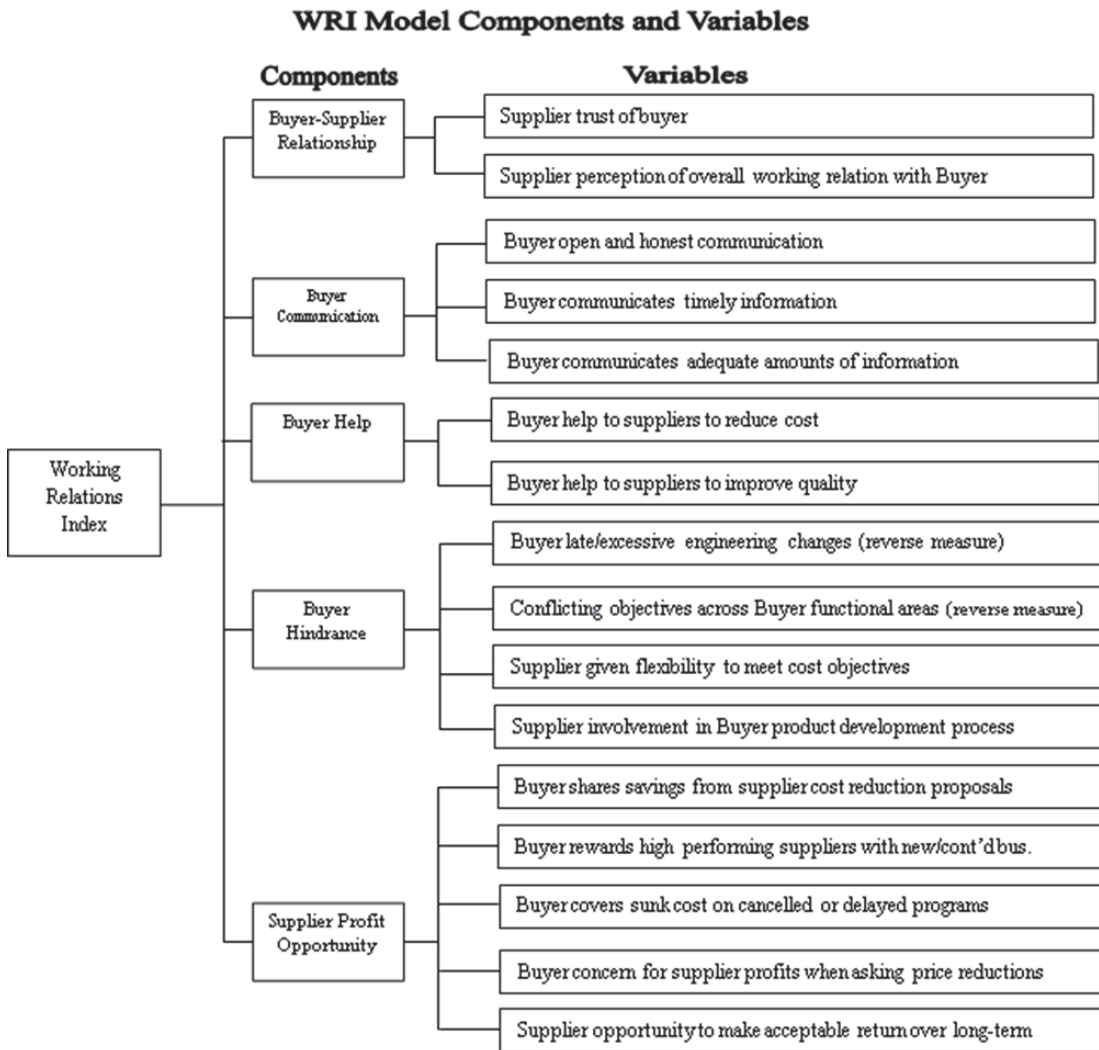 WRI Model Components and Variables
Components
Variables
Buyer-Supplier
Relationship
Supplier trust of buyer
Supplier perception of overall working relation with Buyer
Buyer
Communication
Buyer open and honest communication
Buyer communicates timely information
Buyer communicates adequate amounts of information
Buyer Help
Buyer help to suppliers to reduce cost
Buyer help to suppliers to improve quality
Working
Relations
Index
Buyer
Hindrance
Buyer late/excessive engineering changes (reverse measure)
Conflicting objectives across Buyer functional areas (reverse measure)
Supplier given flexibility to meet cost objectives
Supplier involvement in Buyer product development process
Supplier Profit
Opportunity
Buyer shares savings from supplier cost reduction proposals
Buyer rewards high performing suppliers with new/cont’d bus.
Buyer covers sunk cost on cancelled or delayed programs
Buyer concern for supplier profits when asking price reductions
Supplier opportunity to make acceptable return over long-term